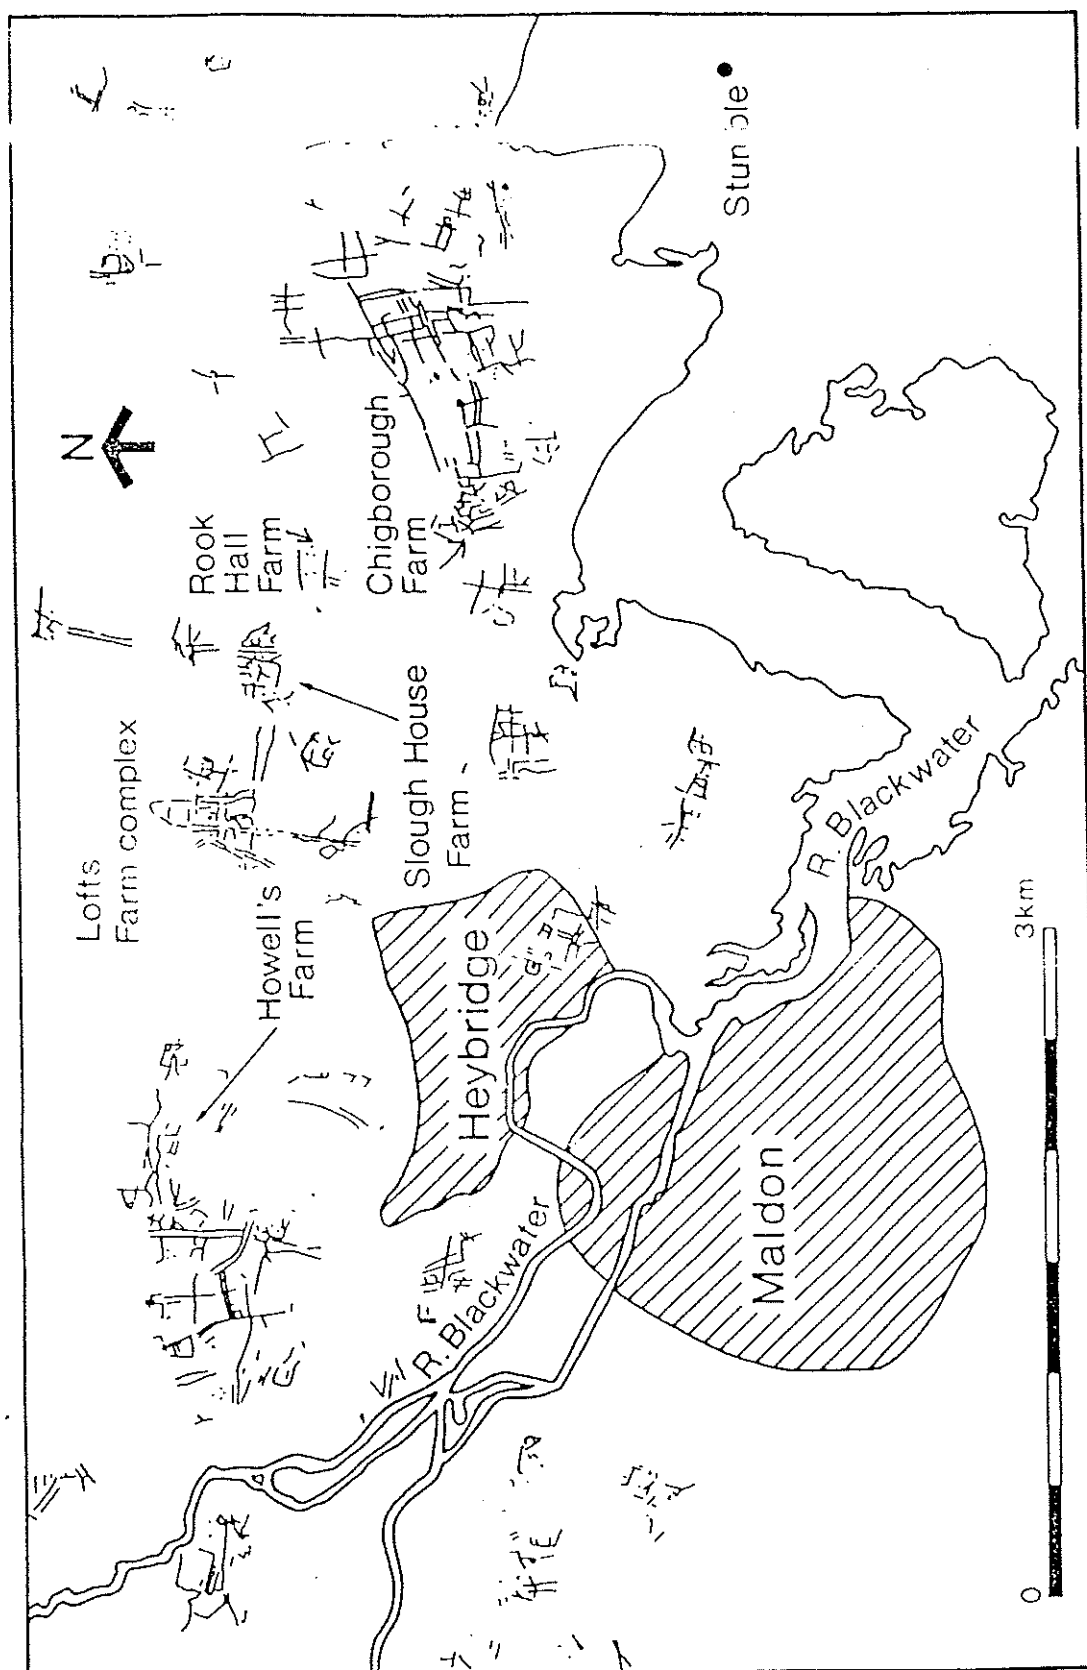 N
Lofts
Farm complex
Rook
Hall
Farm
Howell's
Farm
Chigborough
Farm
Slough House
Farm
Heybridge
R. Blackwater
Stumble
Maldon
R. Blackwater
0
3km